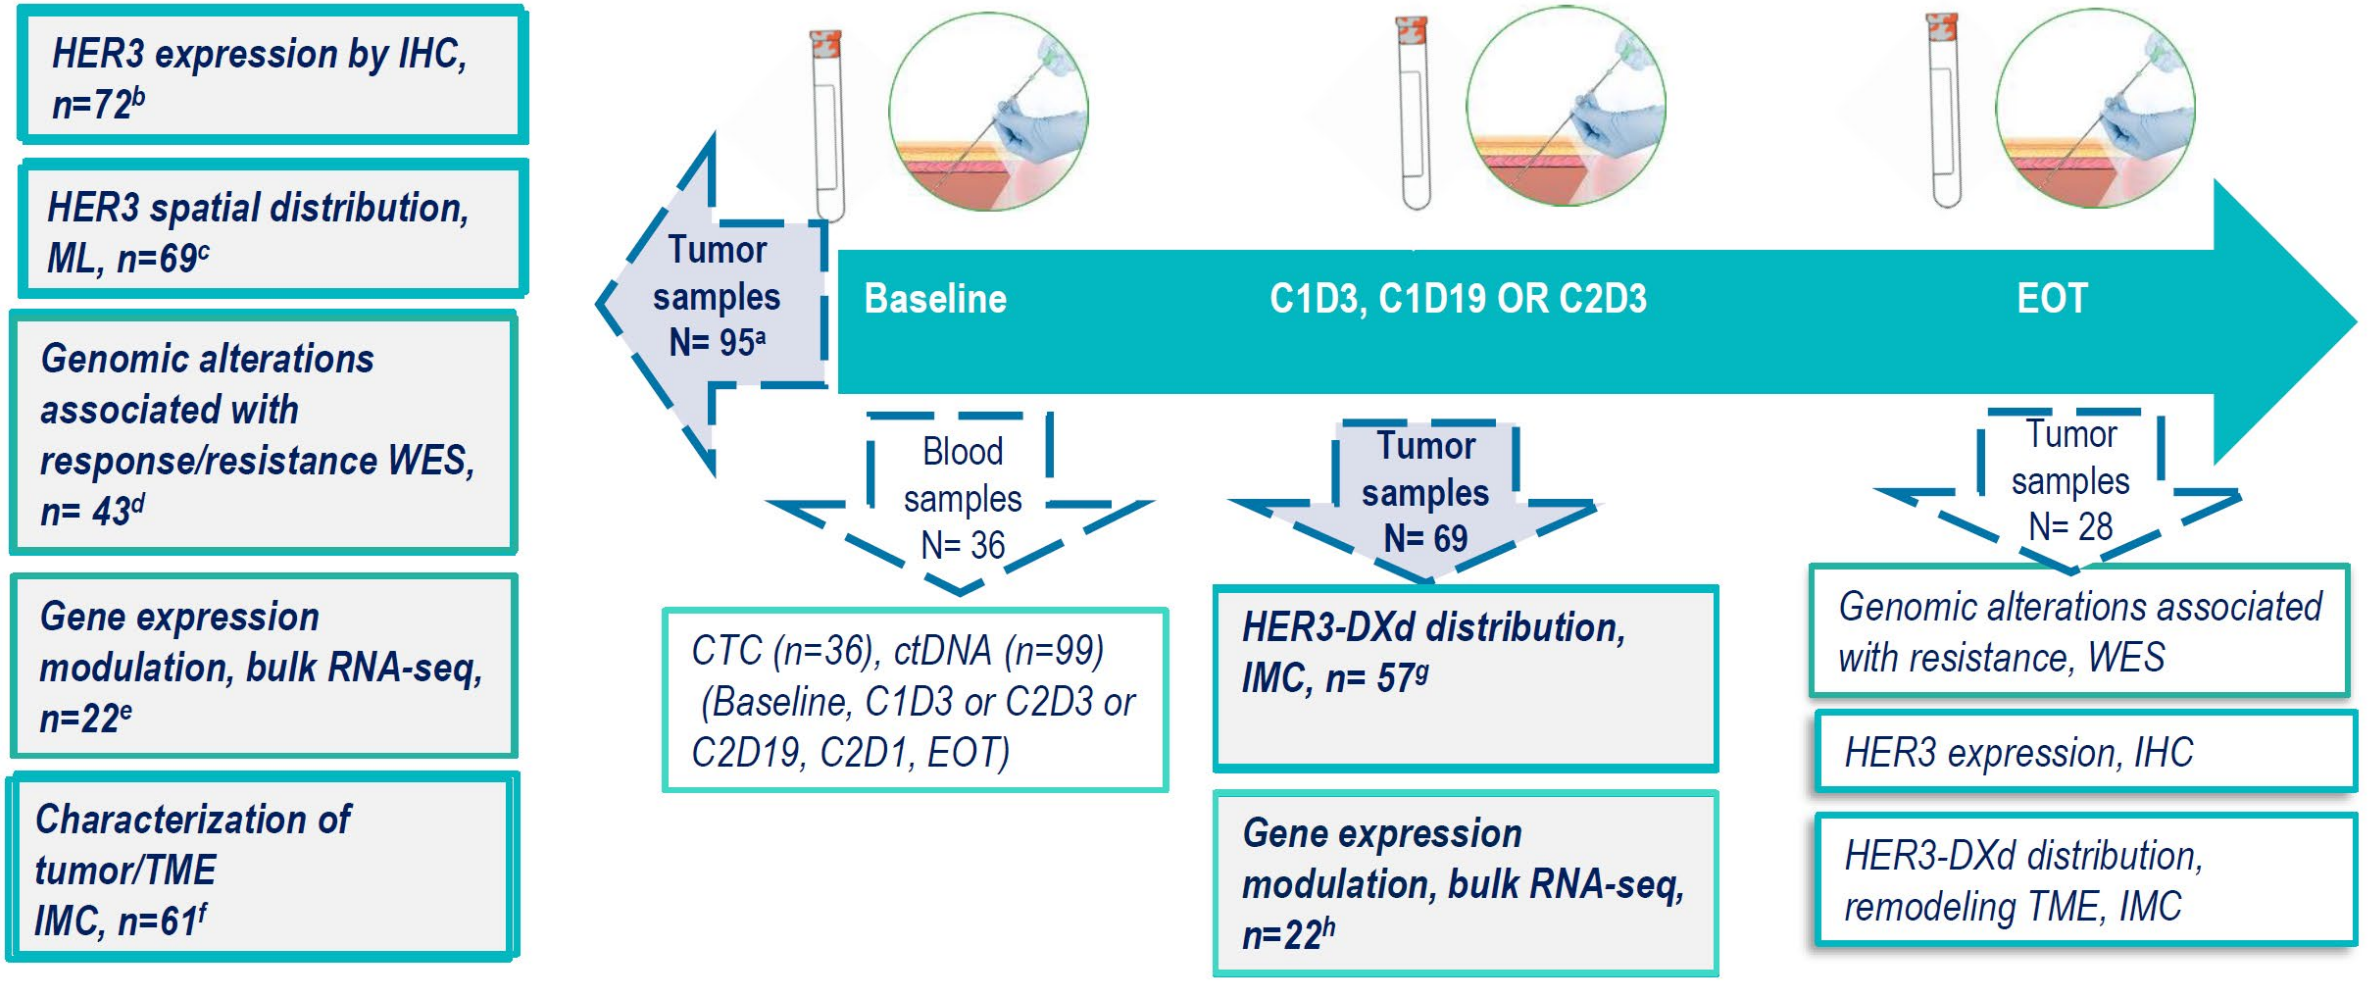 HER3 expression by IHC,
n=72b
HER3 spatial distribution,
ML, n=69c
Genomic alterations
associated with
response/resistance WES,
n= 43d
Gene expression
modulation, bulk RNA-seq,
n=22e
Characterization of
tumor/TME
IMC, n=61f
Tumor
samples
N= 95a
Baseline
C1D3, C1D19 OR C2D3
EOT
Blood
samples
N= 36
CTC (n=36), ctDNA (n=99)
(Baseline, C1D3 or C2D3 or
C2D19, C2D1, EOT)
Tumor
samples
N= 69
HER3-DXd distribution,
IMC, n= 57g
Gene expression
modulation, bulk RNA-seq,
n=22h
Tumor
samples
N= 28
Genomic alterations associated
with resistance, WES
HER3 expression, IHC
HER3-DXd distribution,
remodeling TME, IMC